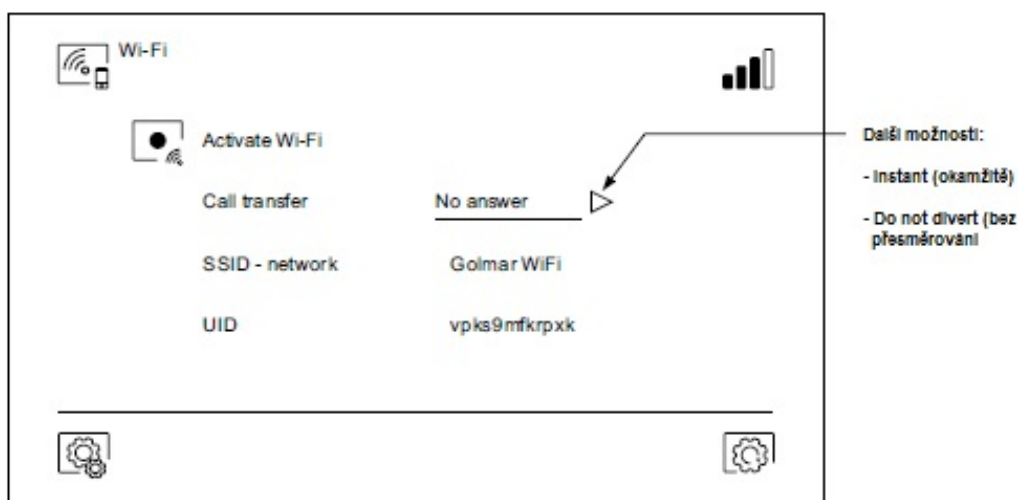 Wi-Fi
Activate Wi-Fi
Call transfer No answer
SSID - network Golmar WiFi
UID vpks9mfkrpxk
Další možnosti:
- Instant (okamžitě)
- Do not divert (bez
přesměrování